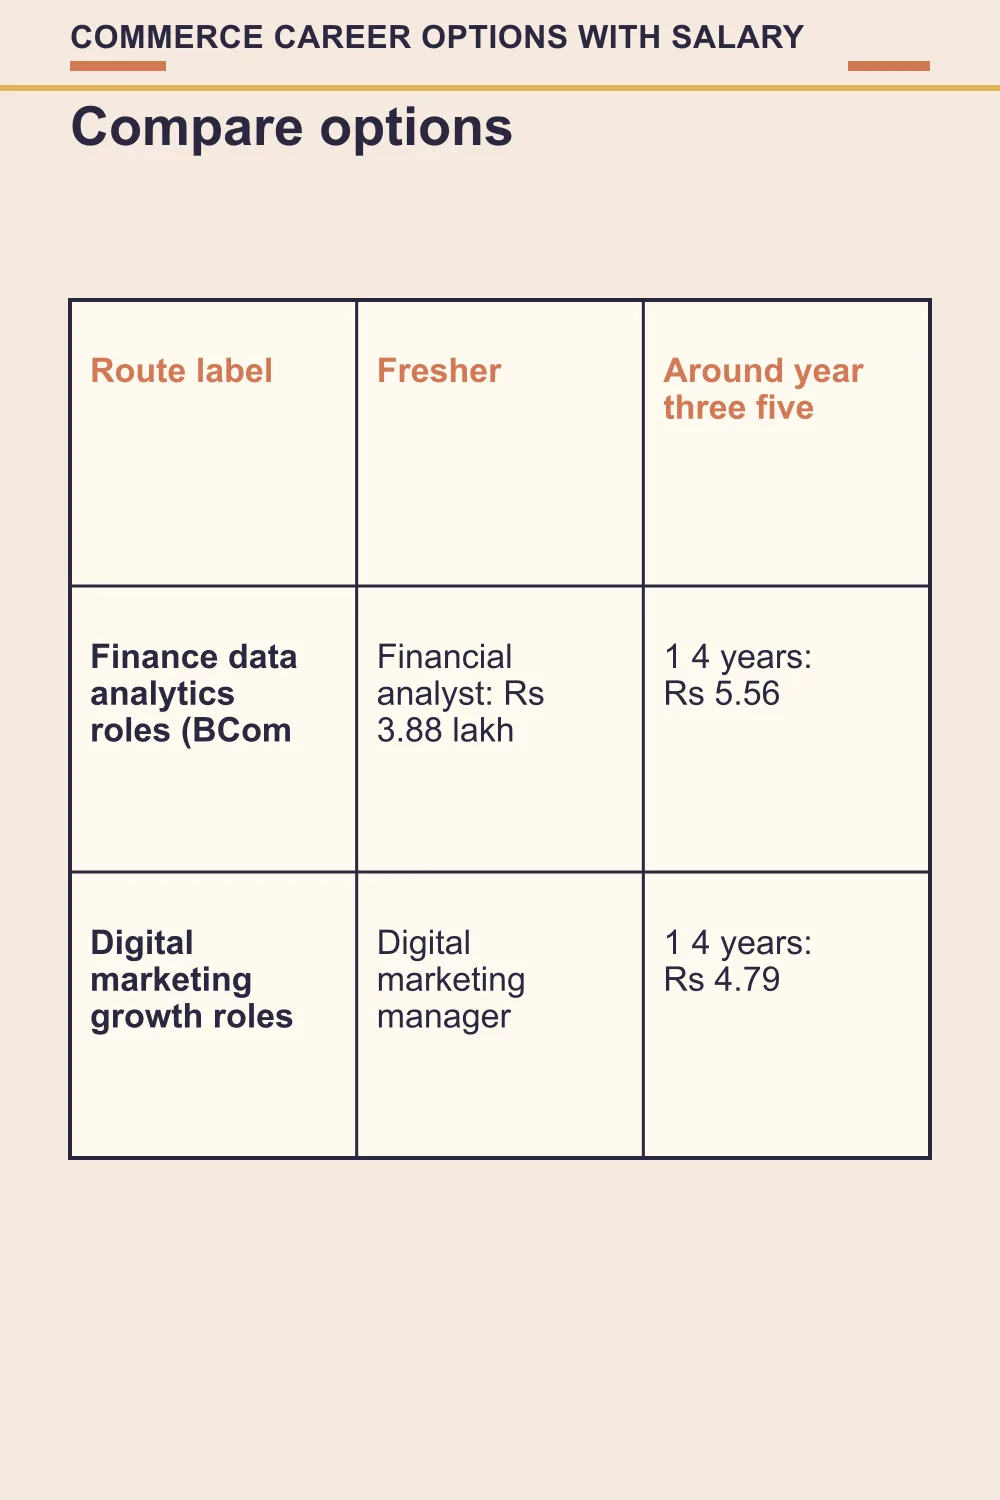 COMMERCE CAREER OPTIONS WITH SALARY
Compare options
Route label
Fresher
Around year
three five
Finance data
analytics
roles (BCom
Financial
analyst: Rs
3.88 lakh
1 4 years:
Rs 5.56
Digital
marketing
growth roles
Digital
marketing
manager
1 4 years:
Rs 4.79